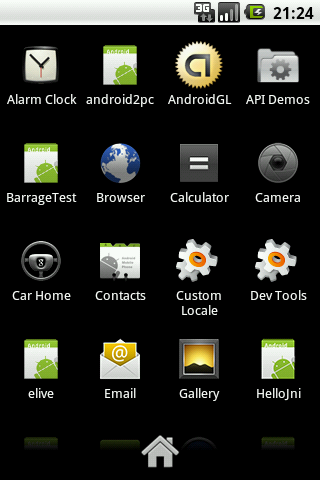 3G 21:24
Alarm Clock android2pc AndroidGL API Demos
BarrageTest Browser Calculator Camera
Car Home Contacts Custom Locale Dev Tools
elive Email Gallery HelloJni